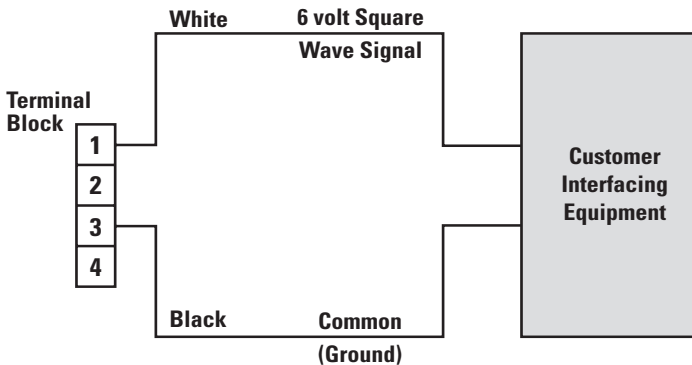 White
6 volt Square
Wave Signal
Terminal
Block
1
2
3
4
Customer
Interfacing
Equipment
Black
Common
(Ground)